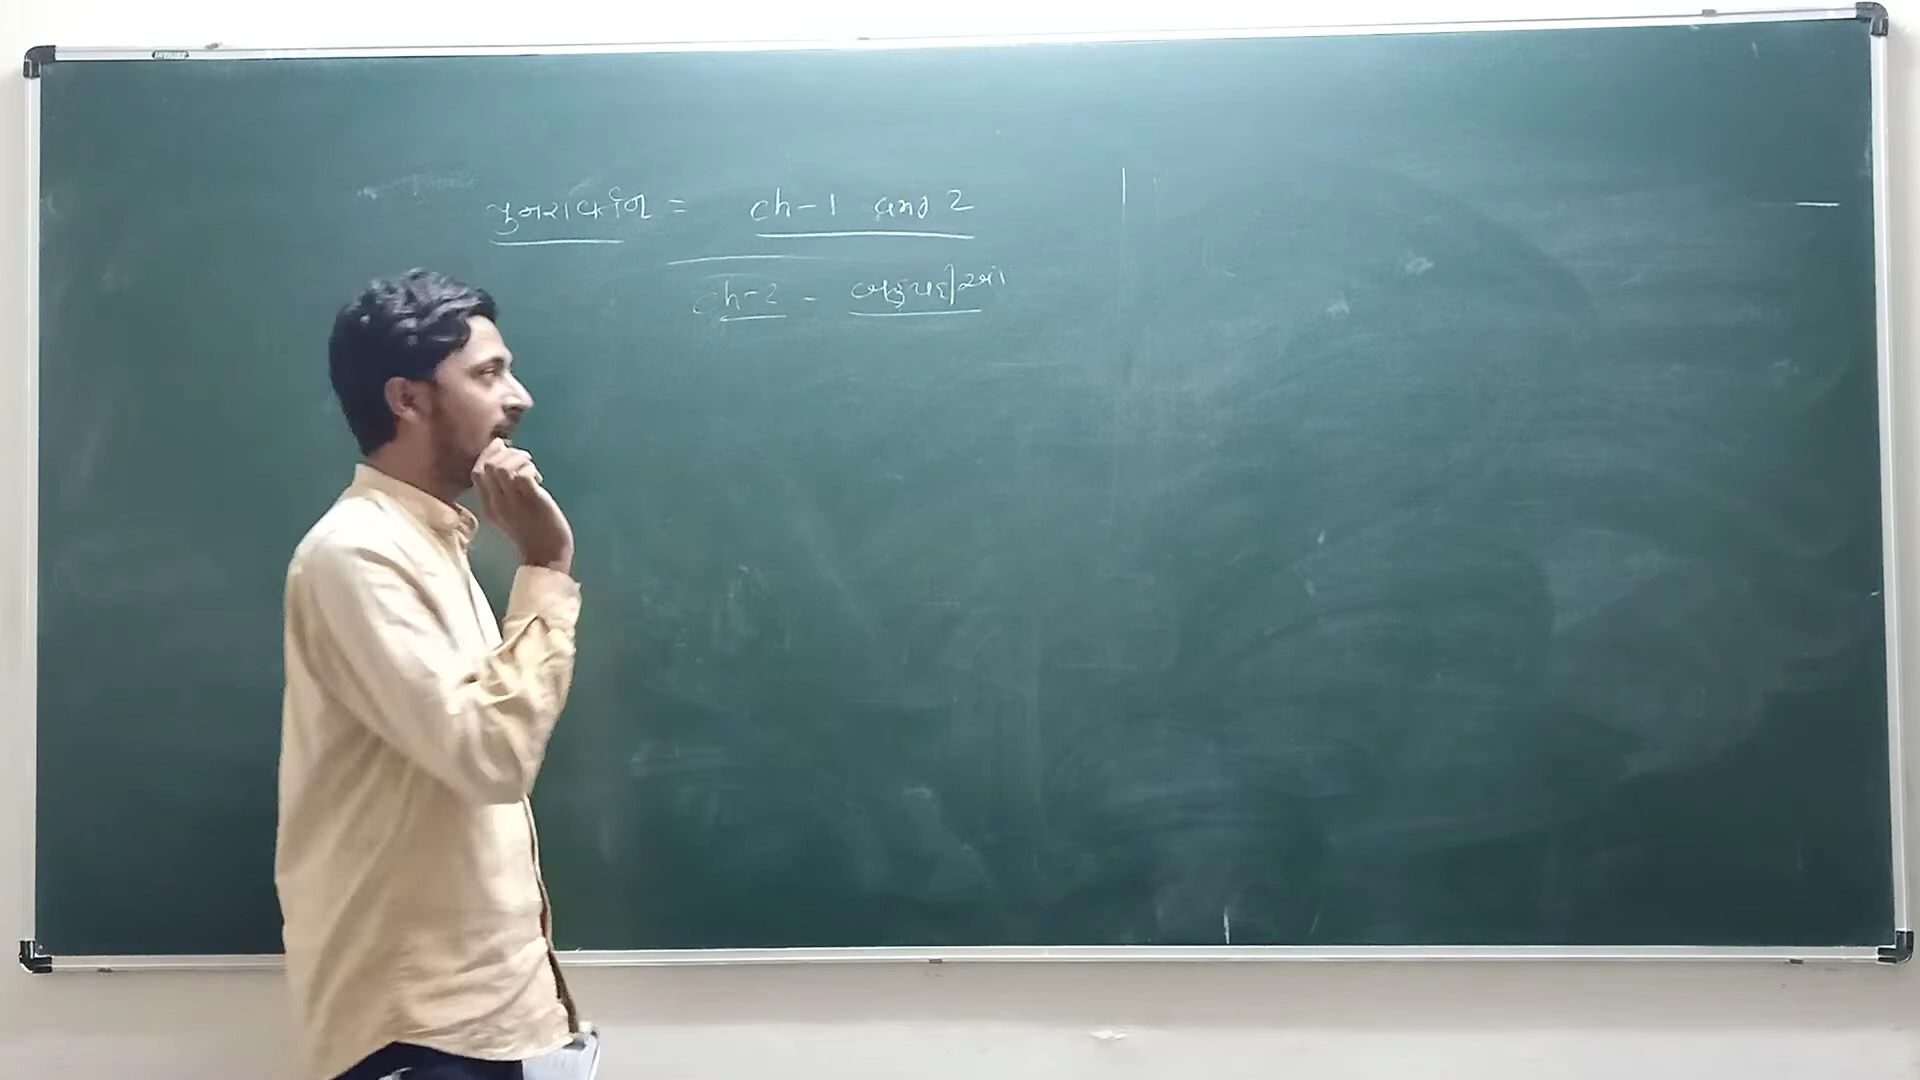 પુનરાવર્તન = ch-1 અને 2
ch-2 - બહુપદીઓ